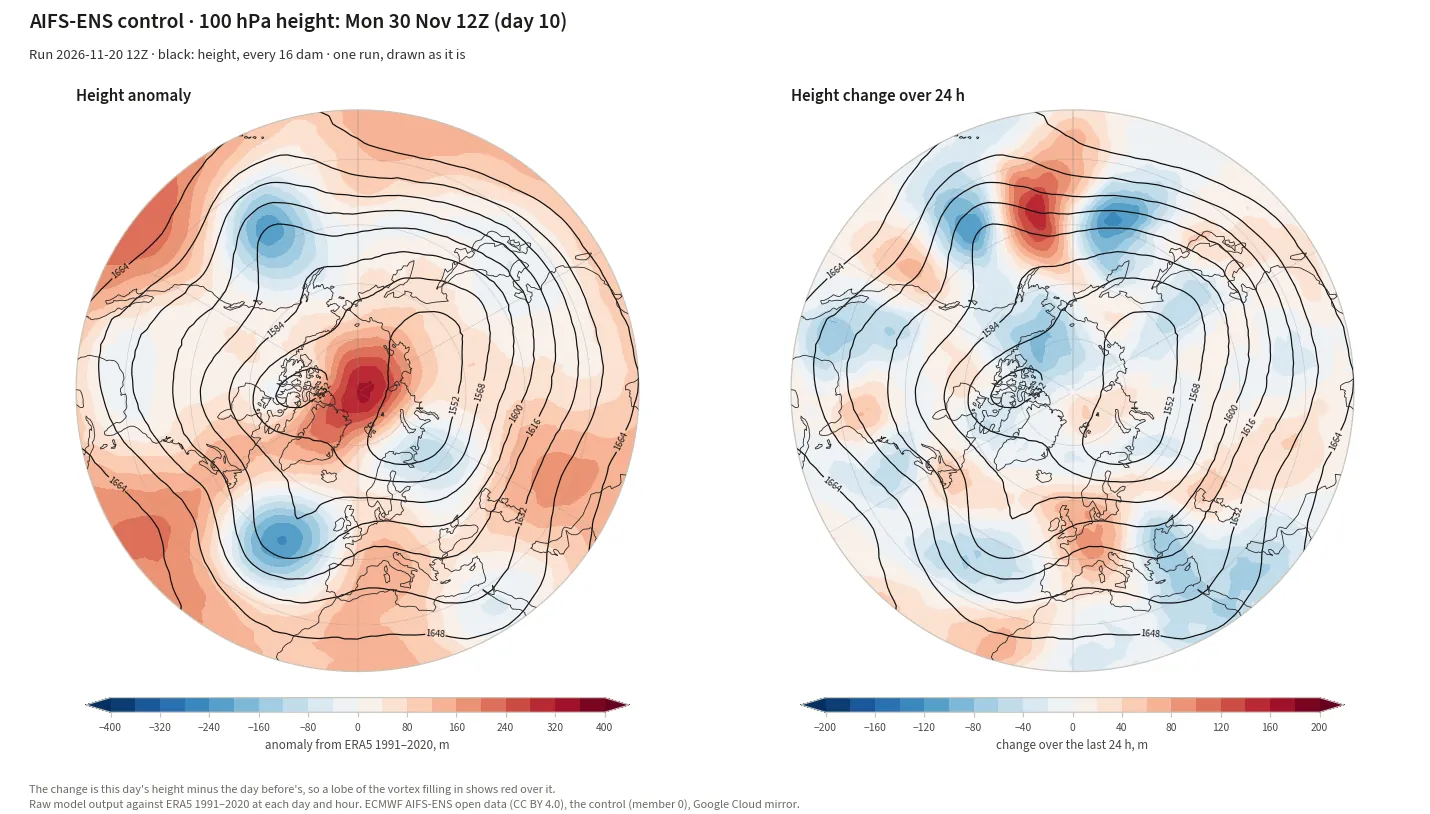 AIFS-ENS control · 100 hPa height: Mon 30 Nov 12Z (day 10)
Run 2026-11-20 12Z · black: height, every 16 dam · one run, drawn as it is
Height anomaly
1664
1584
1552
1568
1600
1616
1664
1664
1632
1648
−400 −320 −240 −160 −80 0 80 160 240 320 400
anomaly from ERA5 1991–2020, m
Height change over 24 h
1664
1584
1552
1568
1600
1616
1664
1664
1632
1648
−200 −160 −120 −80 −40 0 40 80 120 160 200
change over the last 24 h, m
The change is this day's height minus the day before's, so a lobe of the vortex filling in shows red over it.
Raw model output against ERA5 1991–2020 at each day and hour. ECMWF AIFS-ENS open data (CC BY 4.0), the control (member 0), Google Cloud mirror.